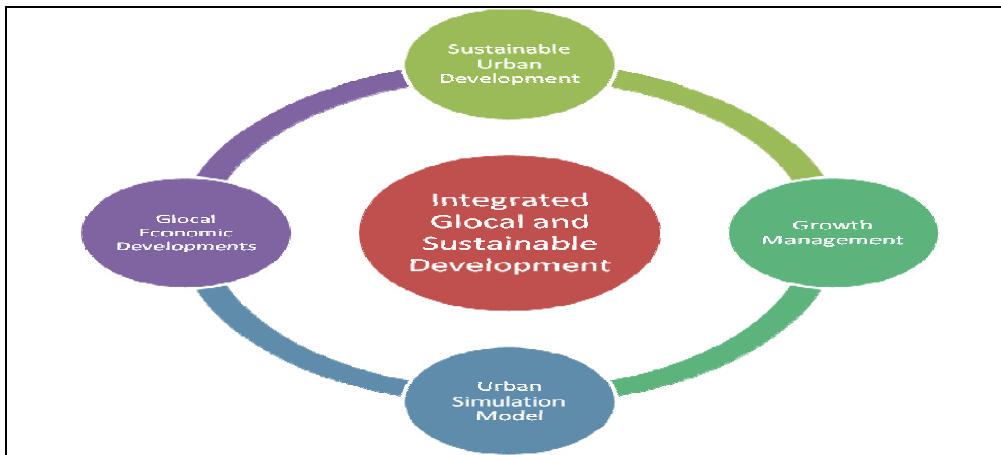 Sustainable
Urban
Development
Integrated
Glocal and
Sustainable
Development
Glocal
Economic
Developments
Growth
Management
Urban
Simulation
Model